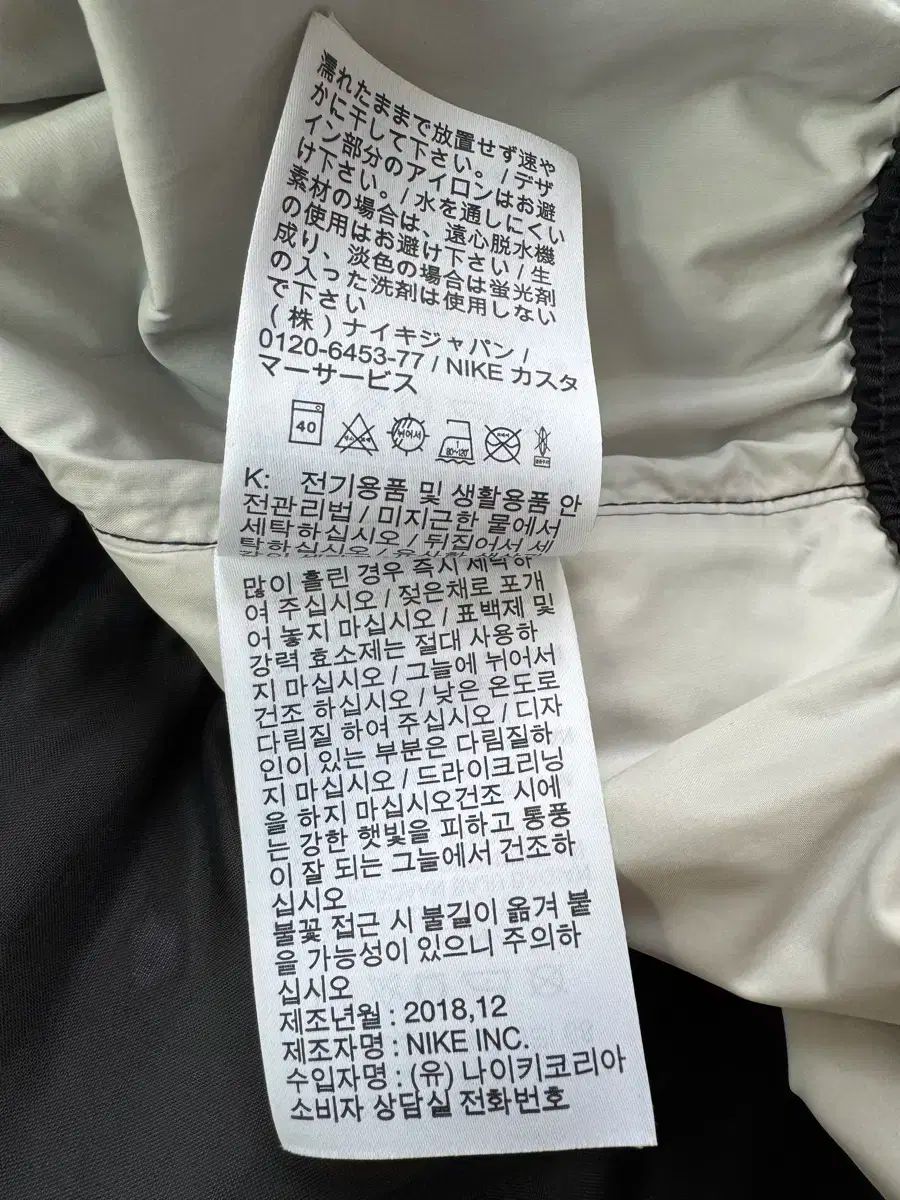 濡れたままで放置せず速や
かに干して下さい。/ デザ
イン部分のアイロンはお避
け下さい。/ 水を通しにくい
素材の場合は、遠心脱水機
の使用はお避け下さい / 生
成り、淡色の場合は蛍光剤
の入った洗剤は使用しない
で下さい
(株) ナイキジャパン /
0120-6453-77 / NIKE カスタ
マーサービス
40
뉘어서
80~120
K: 전기용품 및 생활용품 안
전관리법 / 미지근한 물에서
세탁하십시오 / 뒤집어서 세
탁하십시오 /
많이 흘린 경우 즉시 세탁하
여 주십시오 / 젖은채로 포개
어 놓지 마십시오 / 표백제 및
강력 효소제는 절대 사용하
지 마십시오 / 그늘에 뉘어서
건조 하십시오 / 낮은 온도로
다림질 하여 주십시오 / 디자
인이 있는 부분은 다림질하
지 마십시오 / 드라이크리닝
을 하지 마십시오건조 시에
는 강한 햇빛을 피하고 통풍
이 잘 되는 그늘에서 건조하
십시오
불꽃 접근 시 불길이 옮겨 붙
을 가능성이 있으니 주의하
십시오
제조년월 : 2018,12
제조자명 : NIKE INC.
수입자명 : (유) 나이키코리아
소비자 상담실 전화번호